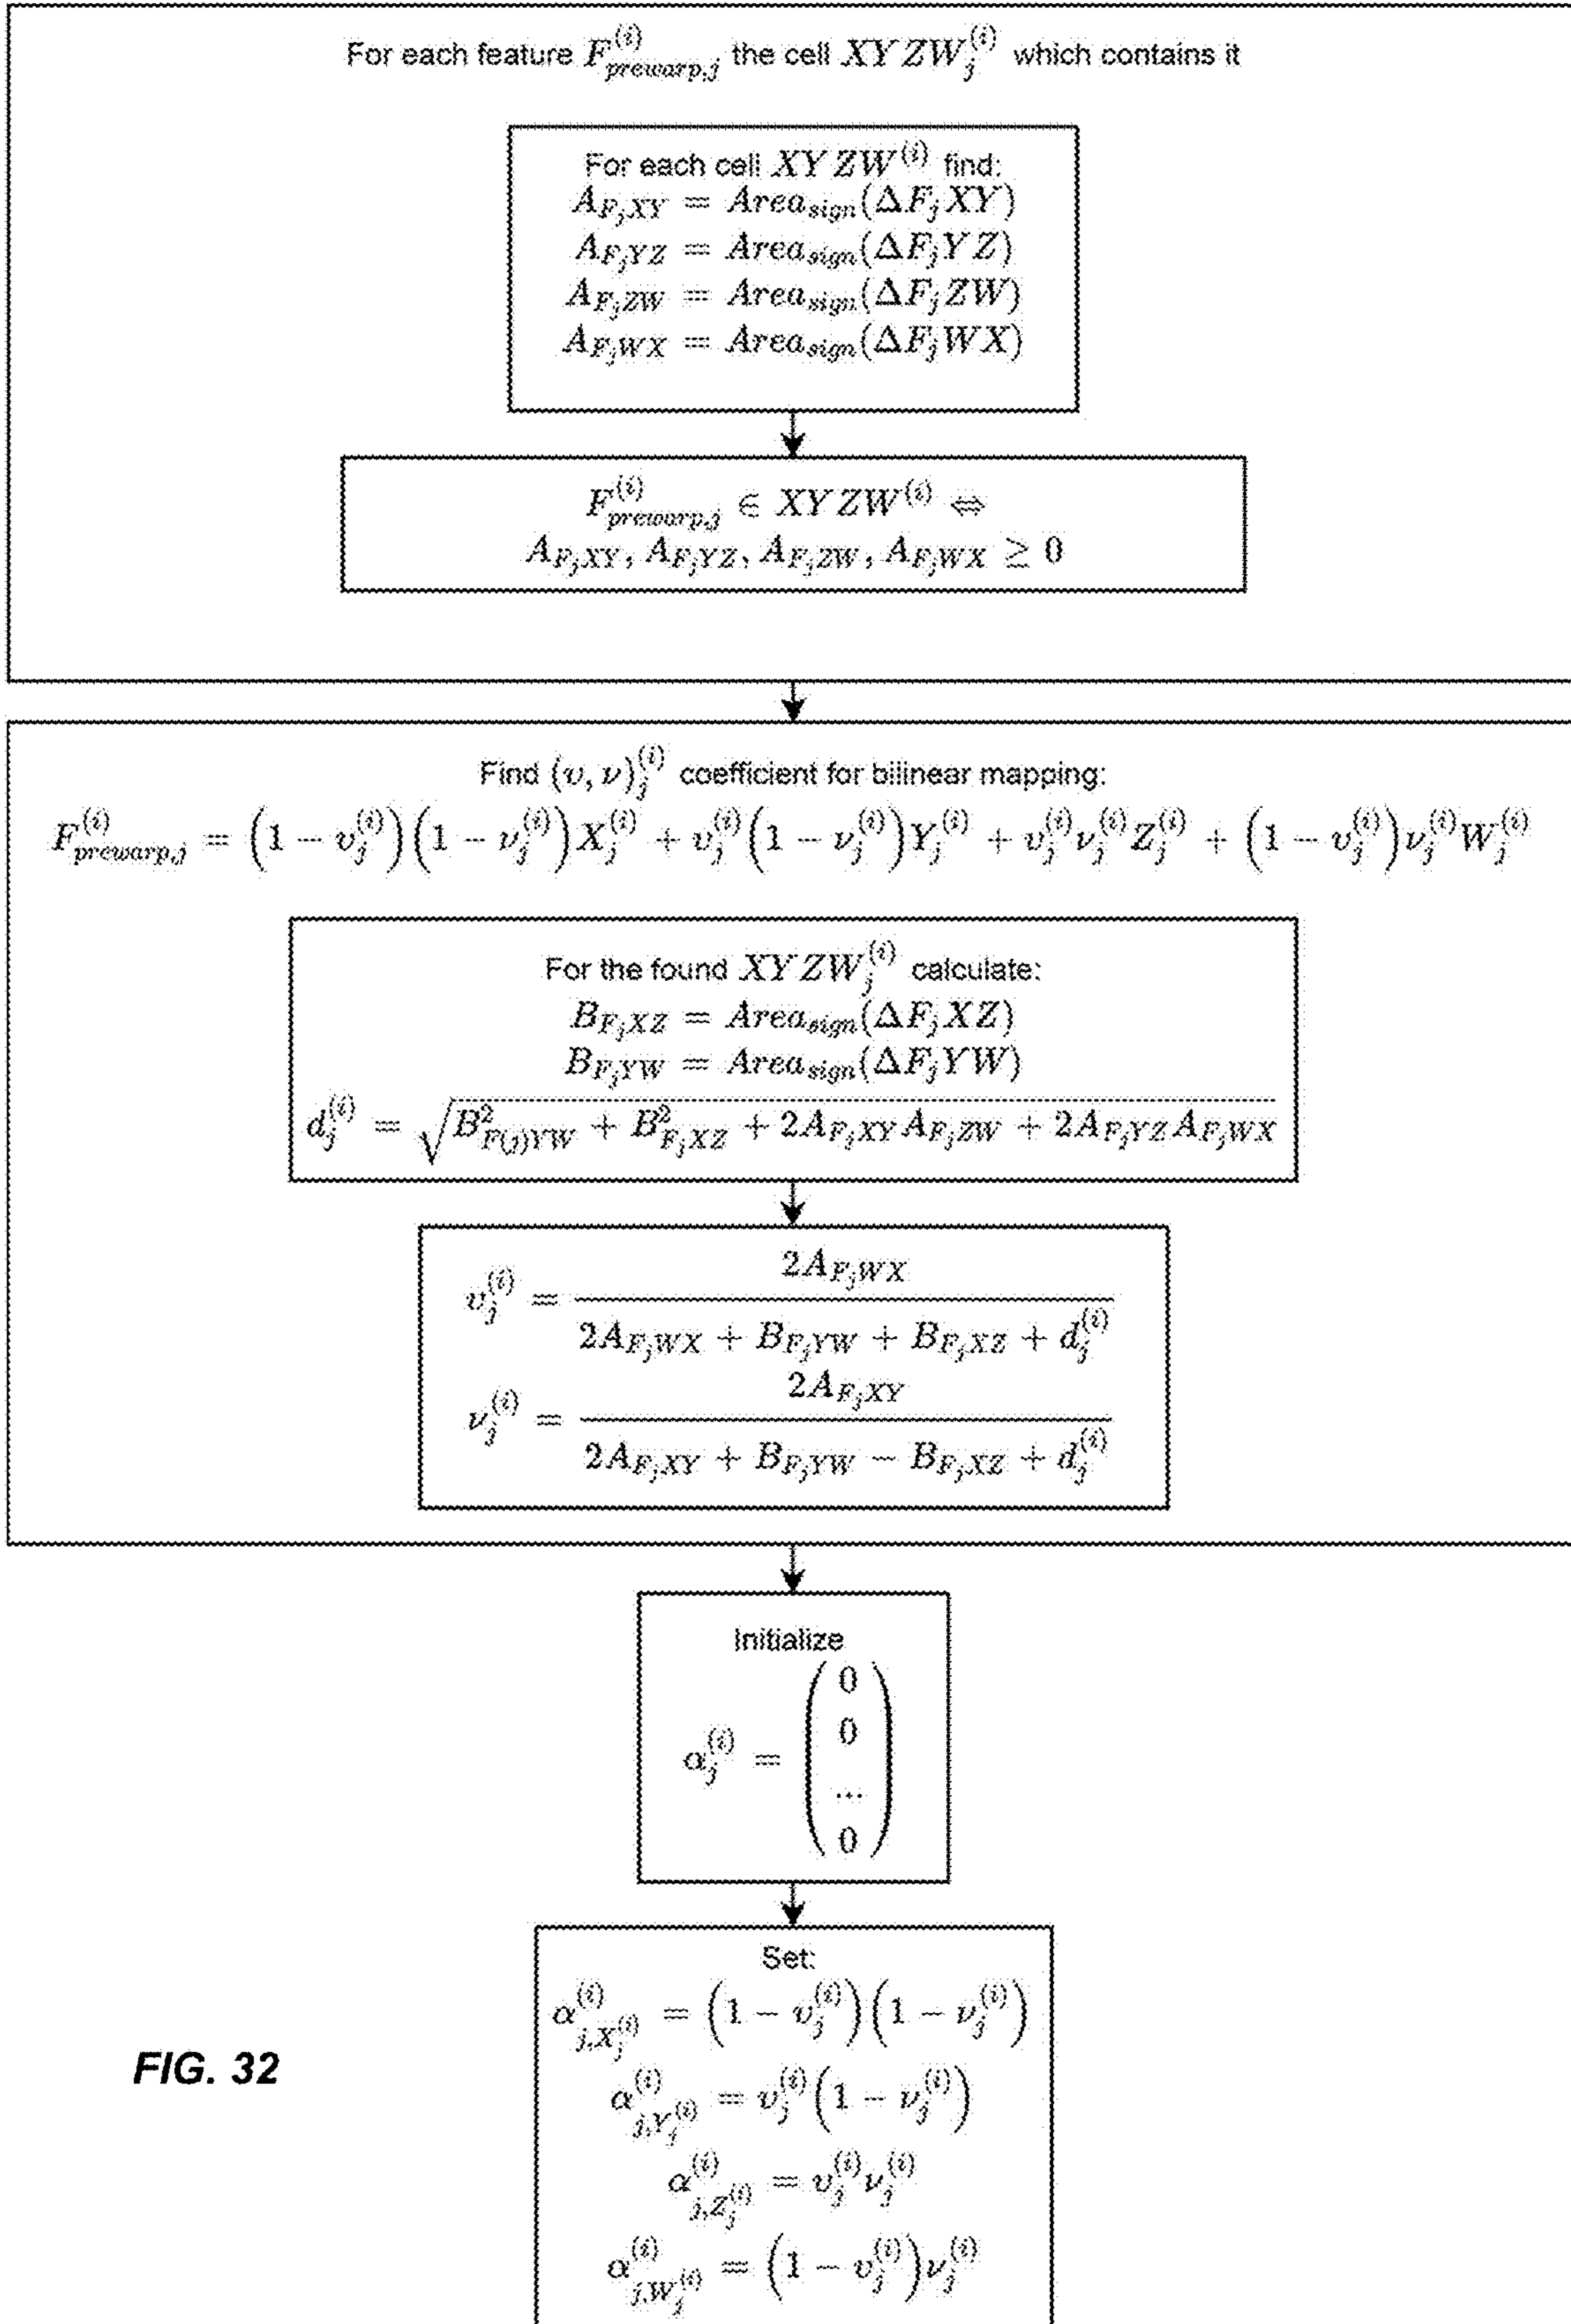 For each feature F^{(i)}_{prewarp,j} the cell XYZW^{(i)}_j which contains it
For each cell XYZW^{(i)} find:
A_{F_jXY} = Area_{sign}(ΔF_jXY)
A_{F_jYZ} = Area_{sign}(ΔF_jYZ)
A_{F_jZW} = Area_{sign}(ΔF_jZW)
A_{F_jWX} = Area_{sign}(ΔF_jWX)
F^{(i)}_{prewarp,j} ∈ XYZW^{(i)} ⇔
A_{F_jXY}, A_{F_jYZ}, A_{F_jZW}, A_{F_jWX} ≥ 0
Find (υ, ν)^{(i)}_j coefficient for bilinear mapping:
F^{(i)}_{prewarp,j} = (1 − υ^{(i)}_j)(1 − ν^{(i)}_j)X^{(i)}_j + υ^{(i)}_j(1 − ν^{(i)}_j)Y^{(i)}_j + υ^{(i)}_jν^{(i)}_jZ^{(i)}_j + (1 − υ^{(i)}_j)ν^{(i)}_jW^{(i)}_j
For the found XYZW^{(i)}_j calculate:
B_{F_jXZ} = Area_{sign}(ΔF_jXZ)
B_{F_jYW} = Area_{sign}(ΔF_jYW)
d^{(i)}_j = √(B^2_{F(j)YW} + B^2_{F_jXZ} + 2A_{F_jXY}A_{F_jZW} + 2A_{F_jYZ}A_{F_jWX})
υ^{(i)}_j = 2A_{F_jWX} / (2A_{F_jWX} + B_{F_jYW} + B_{F_jXZ} + d^{(i)}_j)
ν^{(i)}_j = 2A_{F_jXY} / (2A_{F_jXY} + B_{F_jYW} − B_{F_jXZ} + d^{(i)}_j)
Initialize
α^{(i)}_j = (0
0
...
0)
Set:
α^{(i)}_{j,X^{(i)}_j} = (1 − υ^{(i)}_j)(1 − ν^{(i)}_j)
α^{(i)}_{j,Y^{(i)}_j} = υ^{(i)}_j(1 − ν^{(i)}_j)
α^{(i)}_{j,Z^{(i)}_j} = υ^{(i)}_jν^{(i)}_j
α^{(i)}_{j,W^{(i)}_j} = (1 − υ^{(i)}_j)ν^{(i)}_j
FIG. 32